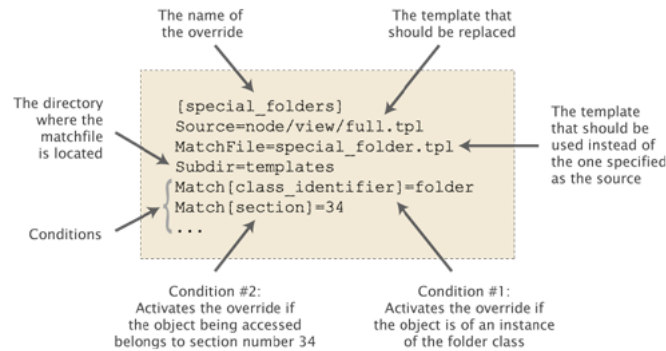 The name of
the override
The template that
should be replaced
The directory
where the
matchfile
is located
[special_folders]
Source=node/view/full.tpl
MatchFile=special_folder.tpl
Subdir=templates
Match[class_identifier]=folder
Match[section]=34
...
The template
that should be
used instead of
the one specified
as the source
Conditions
Condition #2:
Activates the override if
the object being accessed
belongs to section number 34
Condition #1:
Activates the override if
the object is of an instance
of the folder class